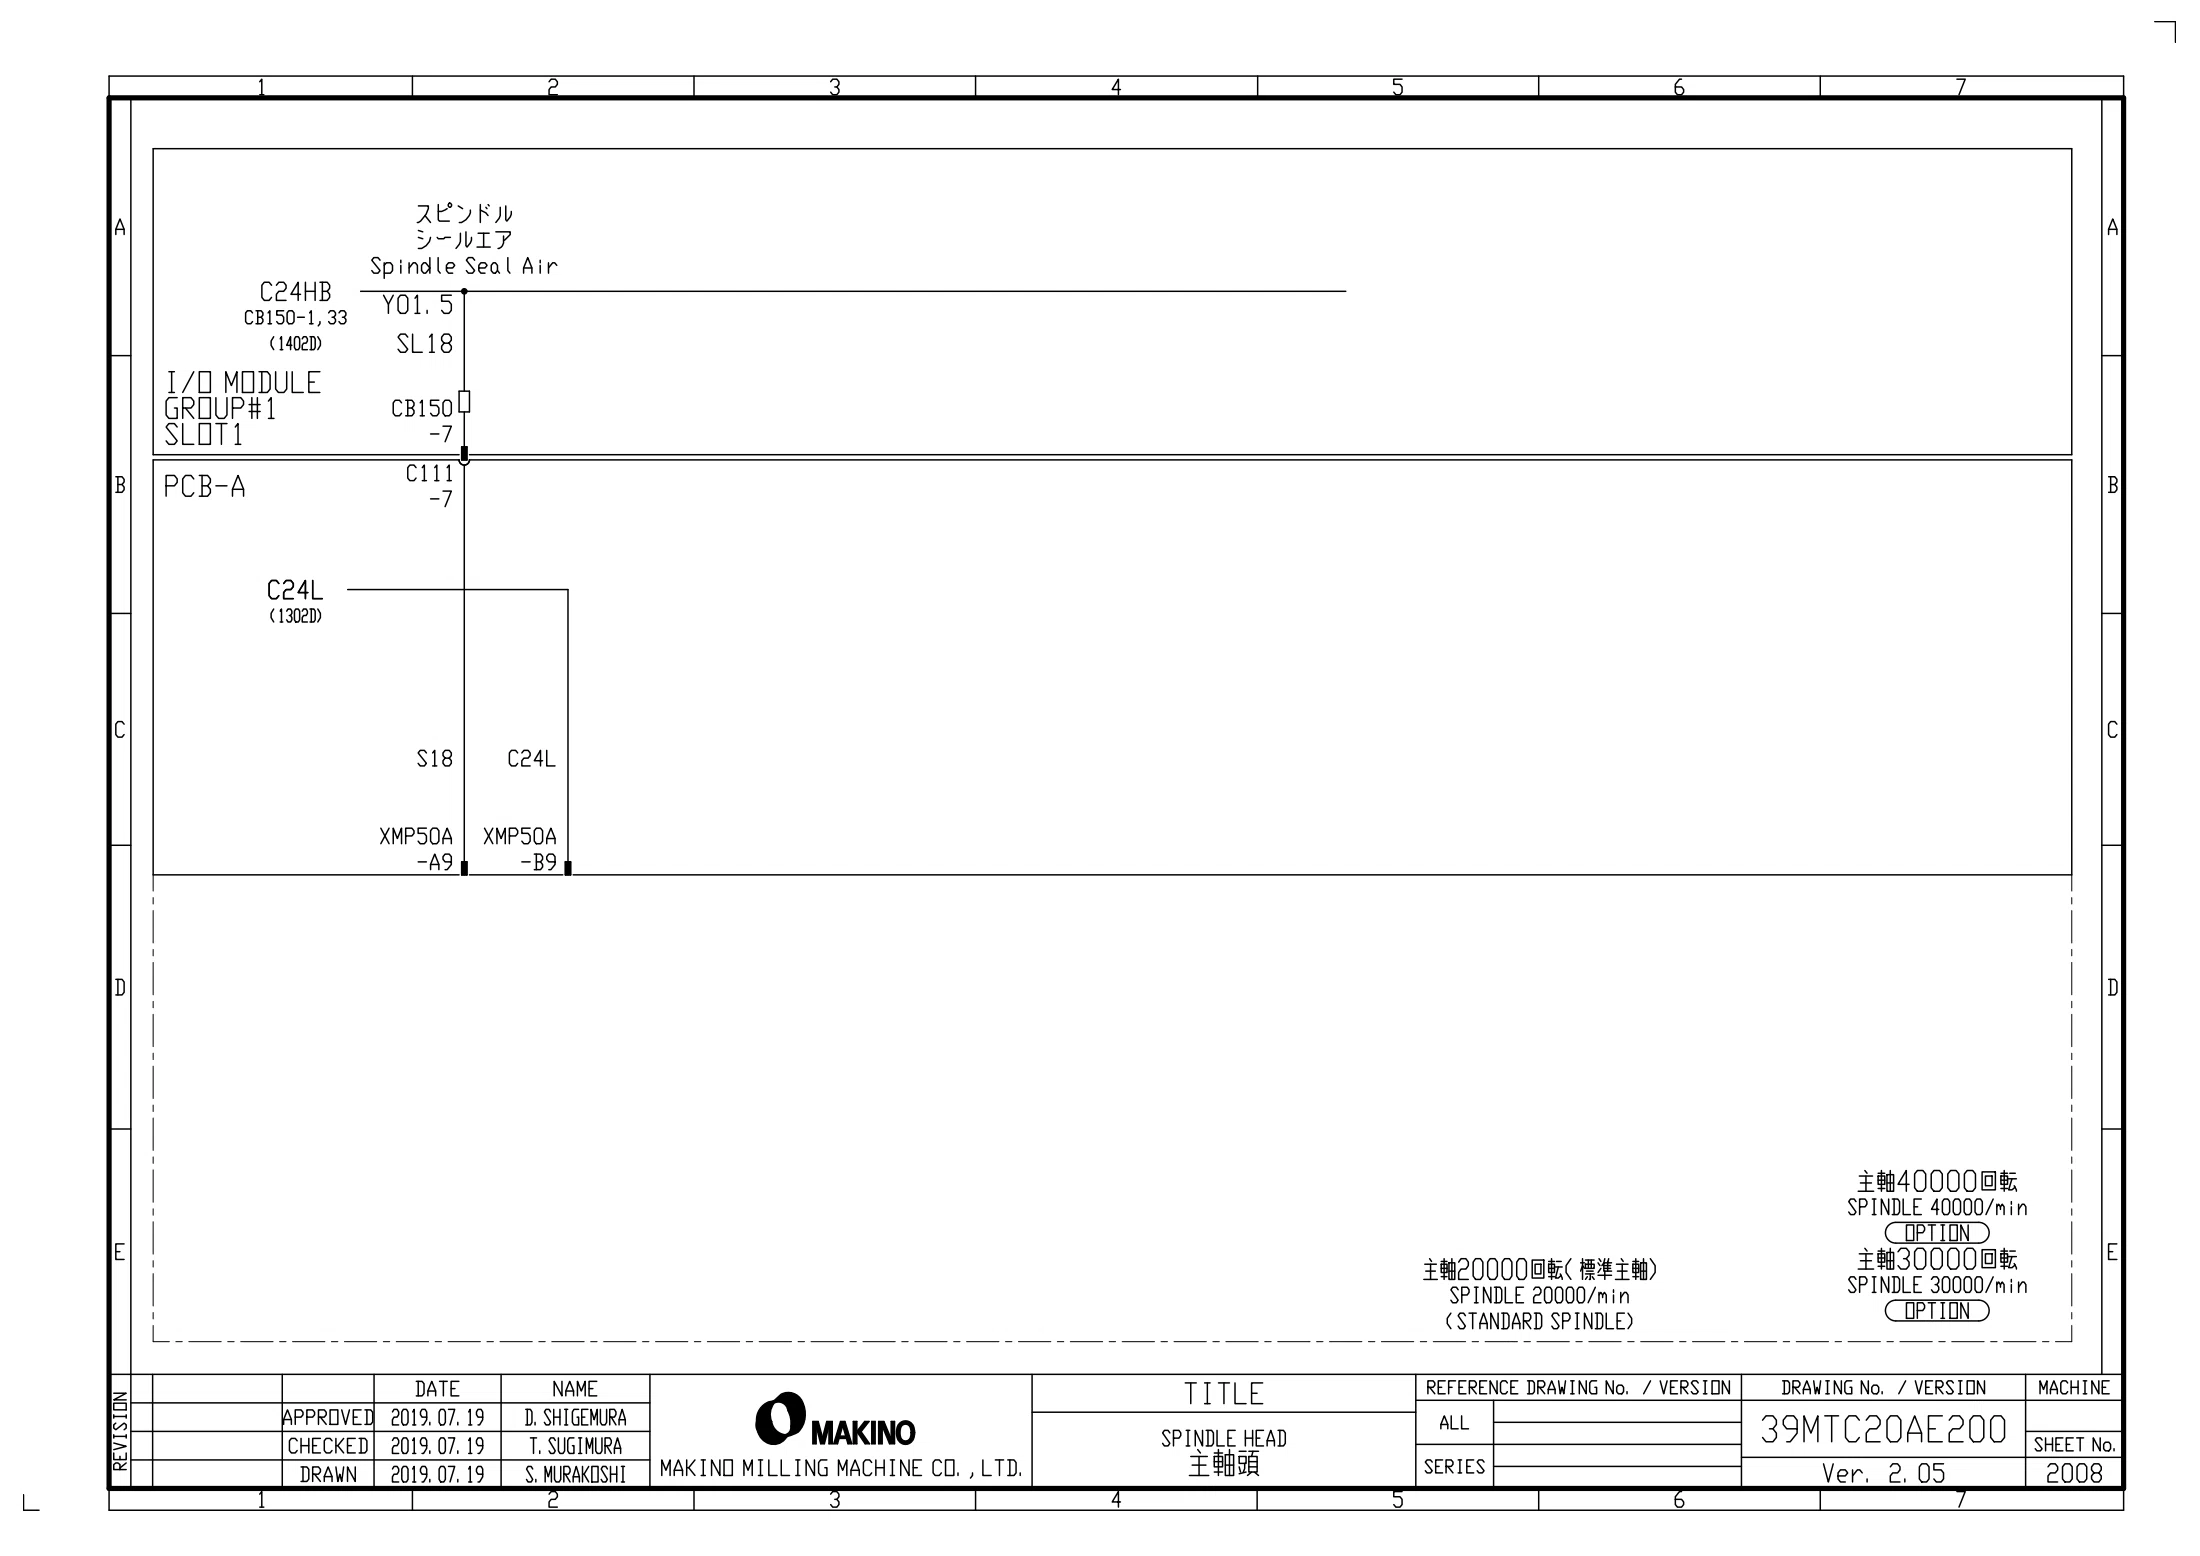 1 2 3 4 5 6 7
A A
スピンドル
シールエア
Spindle Seal Air
C24HB
CB150-1,33
(1402D)
Y01.5
SL18
I/O MODULE
GROUP#1
SLOT1
CB150
-7
B B
PCB-A
C111
-7
C24L
(1302D)
C C
S18 C24L
XMP50A XMP50A
-A9 -B9
D D
E E
主軸20000回転(標準主軸)
SPINDLE 20000/min
(STANDARD SPINDLE)
主軸40000回転
SPINDLE 40000/min
OPTION
主軸30000回転
SPINDLE 30000/min
OPTION
REVISION
DATE NAME
APPROVED 2019.07.19 D. SHIGEMURA
CHECKED 2019.07.19 T. SUGIMURA
DRAWN 2019.07.19 S. MURAKOSHI
MAKINO
MAKINO MILLING MACHINE CO.,LTD.
TITLE
SPINDLE HEAD
主軸頭
REFERENCE DRAWING No. / VERSION
ALL
SERIES
DRAWING No. / VERSION
39MTC20AE200
Ver. 2.05
MACHINE
SHEET No.
2008
1 2 3 4 5 6 7